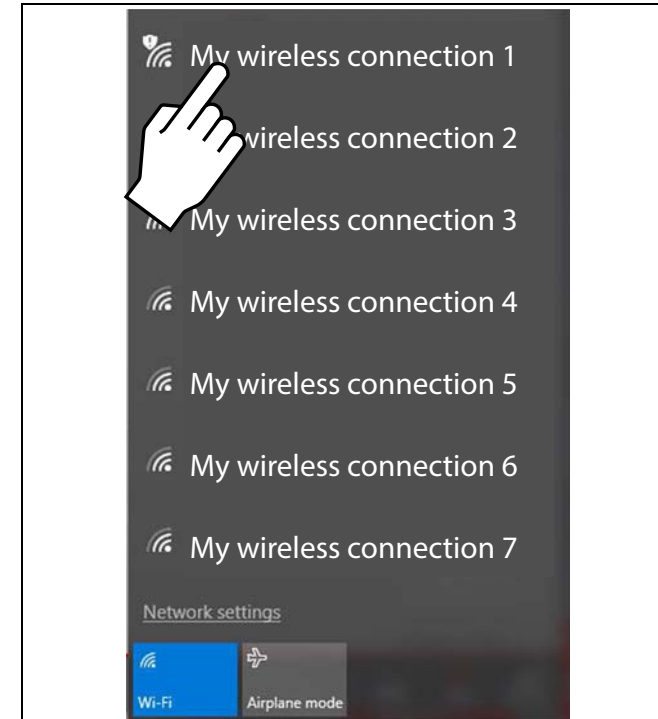 My wireless connection 1
wireless connection 2
My wireless connection 3
My wireless connection 4
My wireless connection 5
My wireless connection 6
My wireless connection 7
Network settings
Wi-Fi
Airplane mode